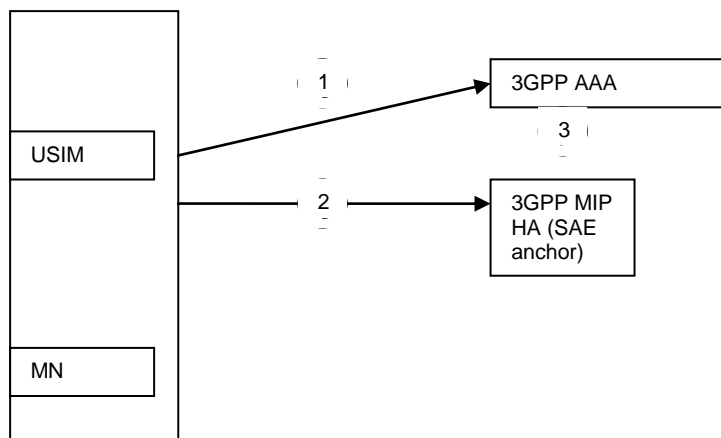 1
3GPP AAA
3
USIM
2
3GPP MIP
HA (SAE
anchor)
MN